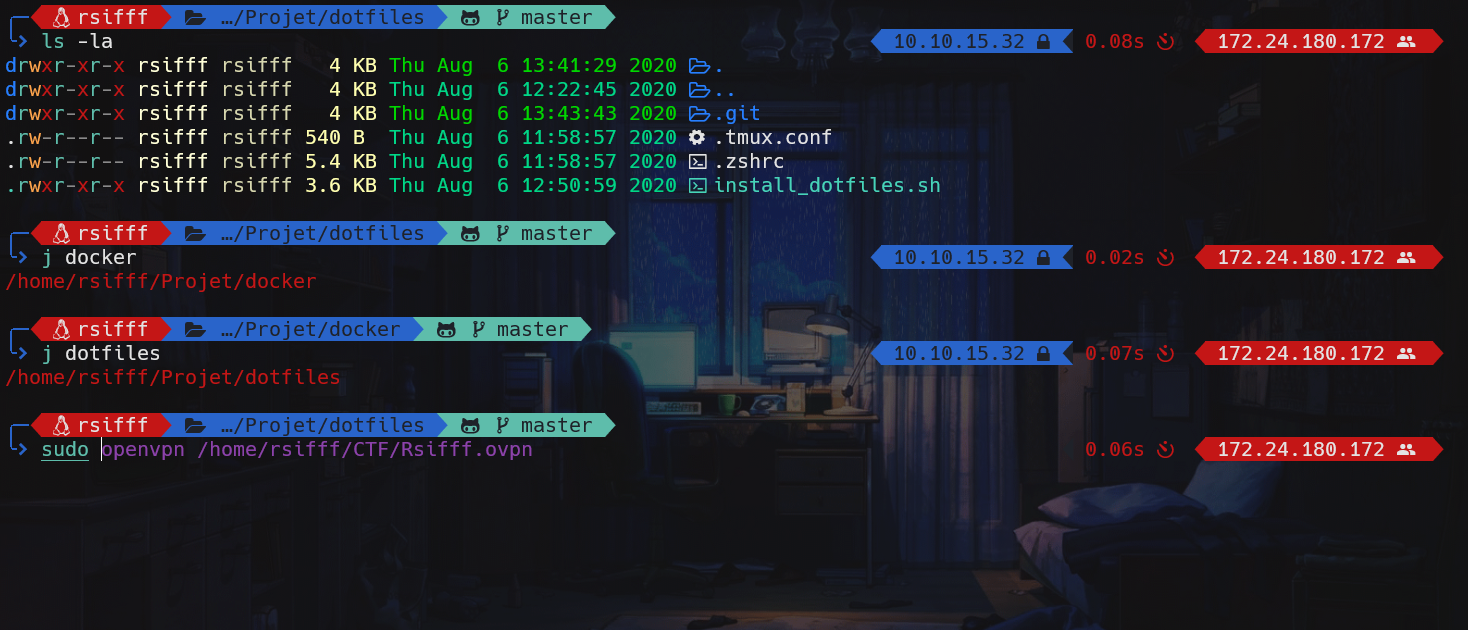 rsifff …/Projet/dotfiles master
ls -la 10.10.15.32 0.08s 172.24.180.172
drwxr-xr-x rsifff rsifff 4 KB Thu Aug 6 13:41:29 2020 .
drwxr-xr-x rsifff rsifff 4 KB Thu Aug 6 12:22:45 2020 ..
drwxr-xr-x rsifff rsifff 4 KB Thu Aug 6 13:43:43 2020 .git
.rw-r--r-- rsifff rsifff 540 B Thu Aug 6 11:58:57 2020 .tmux.conf
.rw-r--r-- rsifff rsifff 5.4 KB Thu Aug 6 11:58:57 2020 .zshrc
.rwxr-xr-x rsifff rsifff 3.6 KB Thu Aug 6 12:50:59 2020 install_dotfiles.sh
rsifff …/Projet/dotfiles master
j docker 10.10.15.32 0.02s 172.24.180.172
/home/rsifff/Projet/docker
rsifff …/Projet/docker master
j dotfiles 10.10.15.32 0.07s 172.24.180.172
/home/rsifff/Projet/dotfiles
rsifff …/Projet/dotfiles master
sudo openvpn /home/rsifff/CTF/Rsifff.ovpn 0.06s 172.24.180.172